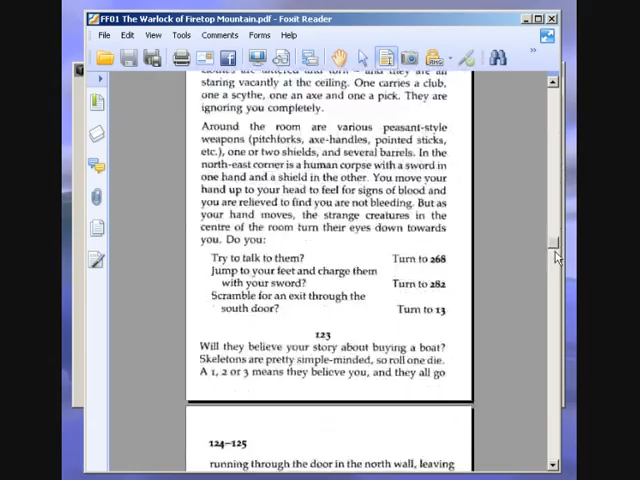 FF01 The Warlock of Firetop Mountain.pdf - Foxit Reader
File Edit View Tools Comments Forms Help
clothes are tattered and torn – and they are all
staring vacantly at the ceiling. One carries a club,
one a scythe, one an axe and one a pick. They are
ignoring you completely.
Around the room are various peasant-style
weapons (pitchforks, axe-handles, pointed sticks,
etc.), one or two shields, and several barrels. In the
north-east corner is a human corpse with a sword in
one hand and a shield in the other. You move your
hand up to your head to feel for signs of blood and
you are relieved to find you are not bleeding. But as
your hand moves, the strange creatures in the
centre of the room turn their eyes down towards
you. Do you:
Try to talk to them? Turn to 268
Jump to your feet and charge them
with your sword? Turn to 282
Scramble for an exit through the
south door? Turn to 13
123
Will they believe your story about buying a boat?
Skeletons are pretty simple-minded, so roll one die.
A 1, 2 or 3 means they believe you, and they all go
124–125
running through the door in the north wall, leaving